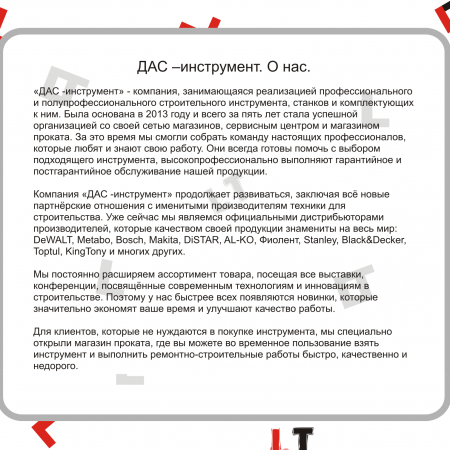 ДАС –инструмент. О нас.
«ДАС -инструмент» - компания, занимающаяся реализацией профессионального
и полупрофессионального строительного инструмента, станков и комплектующих
к ним. Была основана в 2013 году и всего за пять лет стала успешной
организацией со своей сетью магазинов, сервисным центром и магазином
проката. За это время мы смогли собрать команду настоящих профессионалов,
которые любят и знают свою работу. Они всегда готовы помочь с выбором
подходящего инструмента, высокопрофессионально выполняют гарантийное и
постгарантийное обслуживание нашей продукции.
Компания «ДАС -инструмент» продолжает развиваться, заключая всё новые
партнёрские отношения с именитыми производителям техники для
строительства. Уже сейчас мы являемся официальными дистрибьюторами
производителей, которые качеством своей продукции знамениты на весь мир:
DeWALT, Metabo, Bosch, Makita, DiSTAR, AL-KO, Фиолент, Stanley, Black&Decker,
Toptul, KingTony и многих других.
Мы постоянно расширяем ассортимент товара, посещая все выставки,
конференции, посвящённые современным технологиям и инновациям в
строительстве. Поэтому у нас быстрее всех появляются новинки, которые
значительно экономят ваше время и улучшают качество работы.
Для клиентов, которые не нуждаются в покупке инструмента, мы специально
открыли магазин проката, где вы можете во временное пользование взять
инструмент и выполнить ремонтно-строительные работы быстро, качественно и
недорого.